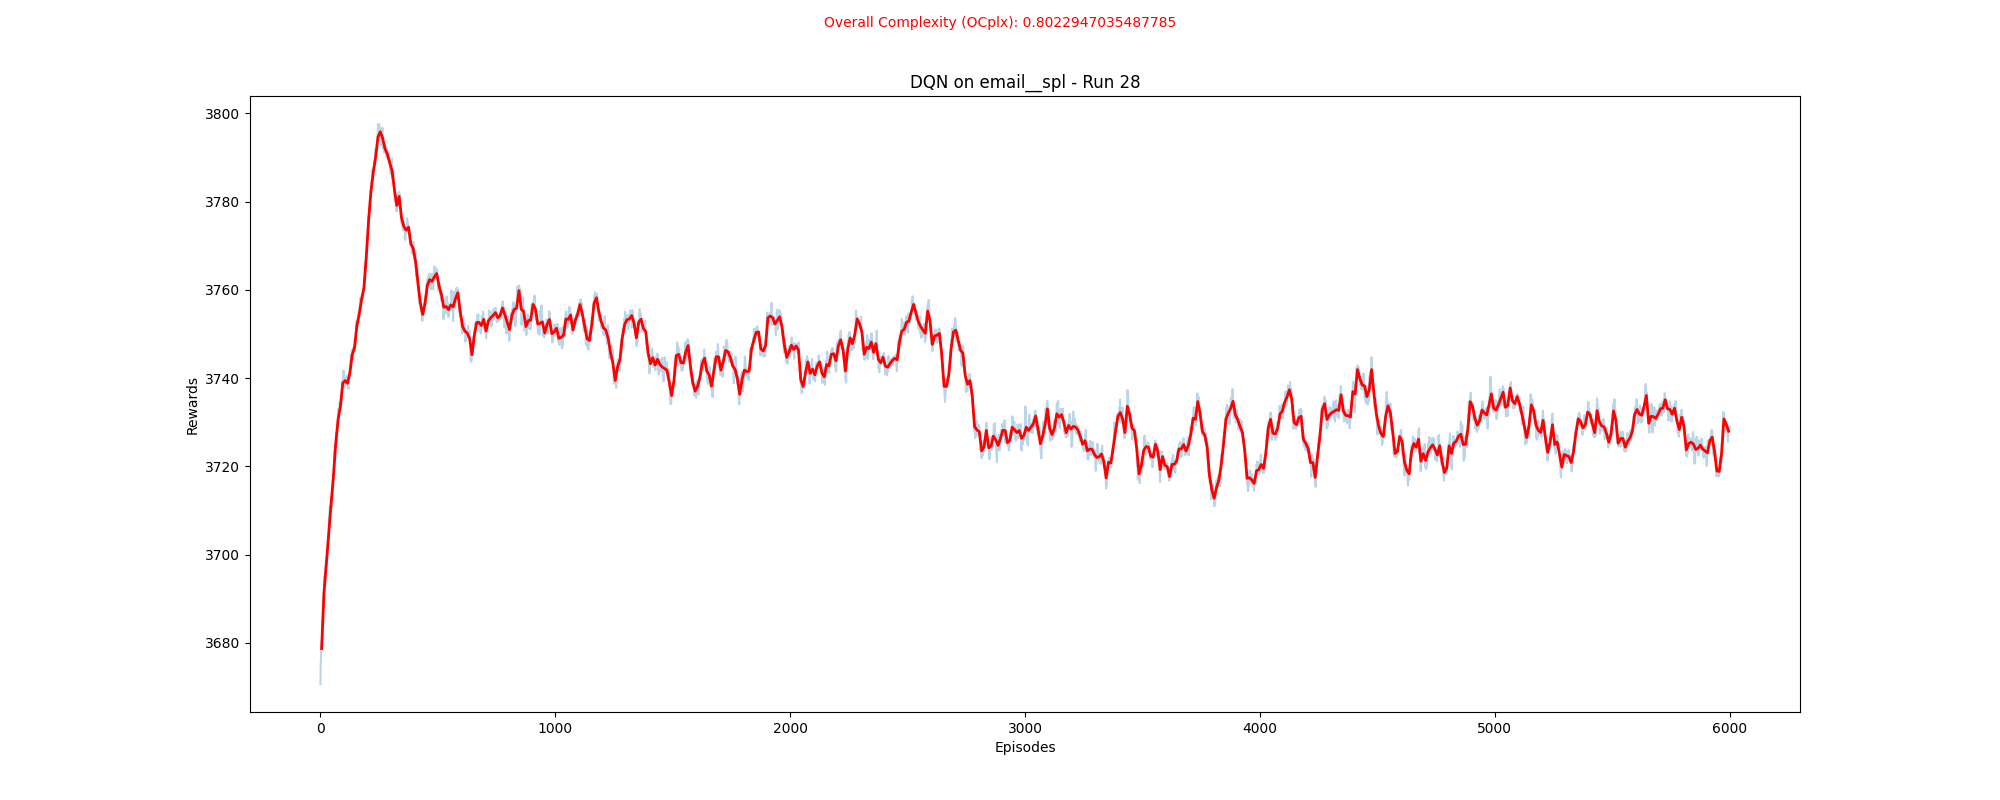 Overall Complexity (OCplx): 0.8022947035487785
DQN on email__spl - Run 28
3800
3780
3760
3740
3720
3700
3680
Rewards
0 1000 2000 3000 4000 5000 6000
Episodes